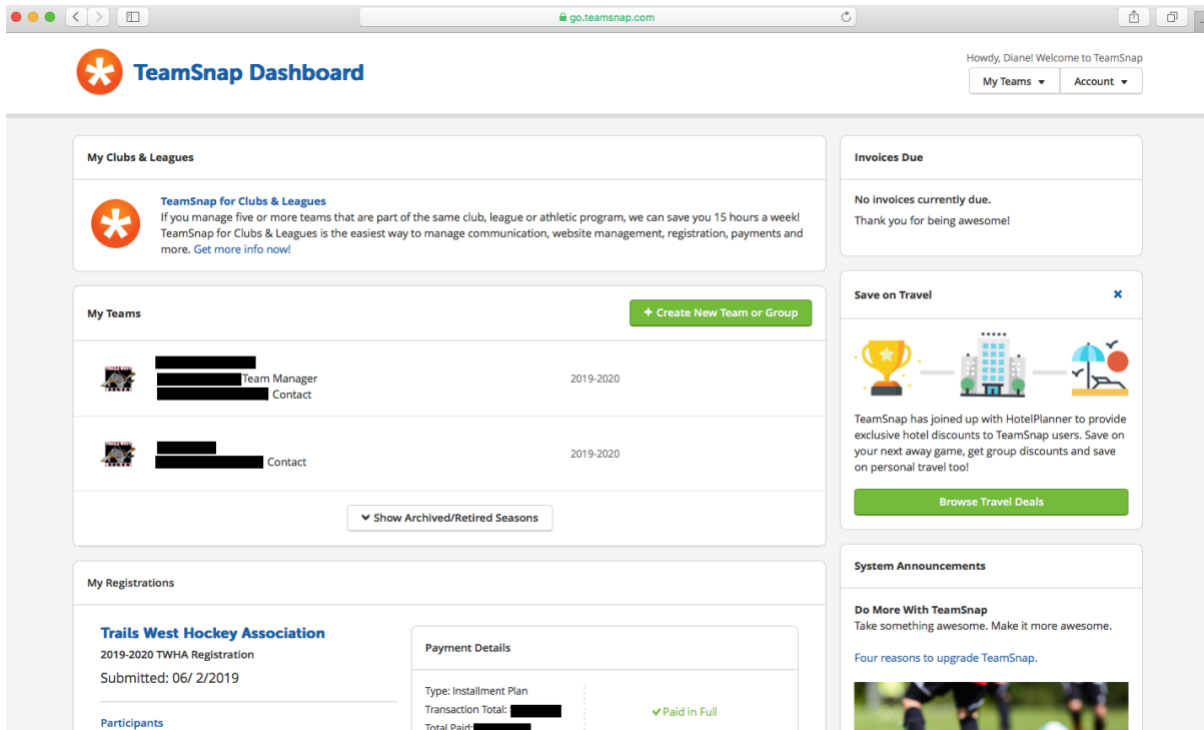 go.teamsnap.com
TeamSnap Dashboard
Howdy, Diane! Welcome to TeamSnap
My Teams
Account
My Clubs & Leagues
TeamSnap for Clubs & Leagues
If you manage five or more teams that are part of the same club, league or athletic program, we can save you 15 hours a week!
TeamSnap for Clubs & Leagues is the easiest way to manage communication, website management, registration, payments and
more. Get more info now!
My Teams
+ Create New Team or Group
Team Manager
Contact
2019-2020
Contact
2019-2020
Show Archived/Retired Seasons
My Registrations
Trails West Hockey Association
2019-2020 TWHA Registration
Submitted: 06/ 2/2019
Participants
Payment Details
Type: Installment Plan
Transaction Total:
Total Paid:
Paid in Full
Invoices Due
No invoices currently due.
Thank you for being awesome!
Save on Travel
TeamSnap has joined up with HotelPlanner to provide
exclusive hotel discounts to TeamSnap users. Save on
your next away game, get group discounts and save
on personal travel too!
Browse Travel Deals
System Announcements
Do More With TeamSnap
Take something awesome. Make it more awesome.
Four reasons to upgrade TeamSnap.